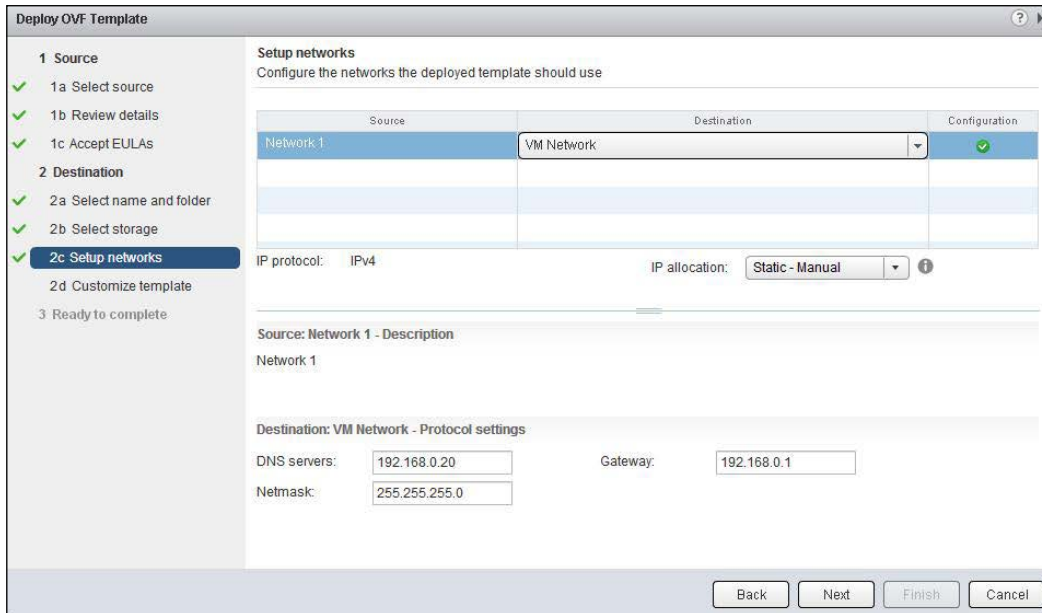 Deploy OVF Template
?
1 Source
1a Select source
1b Review details
1c Accept EULAs
2 Destination
2a Select name and folder
2b Select storage
2c Setup networks
2d Customize template
3 Ready to complete
Setup networks
Configure the networks the deployed template should use
Source Destination Configuration
Network 1 VM Network
IP protocol: IPv4 IP allocation: Static - Manual
Source: Network 1 - Description
Network 1
Destination: VM Network - Protocol settings
DNS servers: 192.168.0.20 Gateway: 192.168.0.1
Netmask: 255.255.255.0
Back Next Finish Cancel